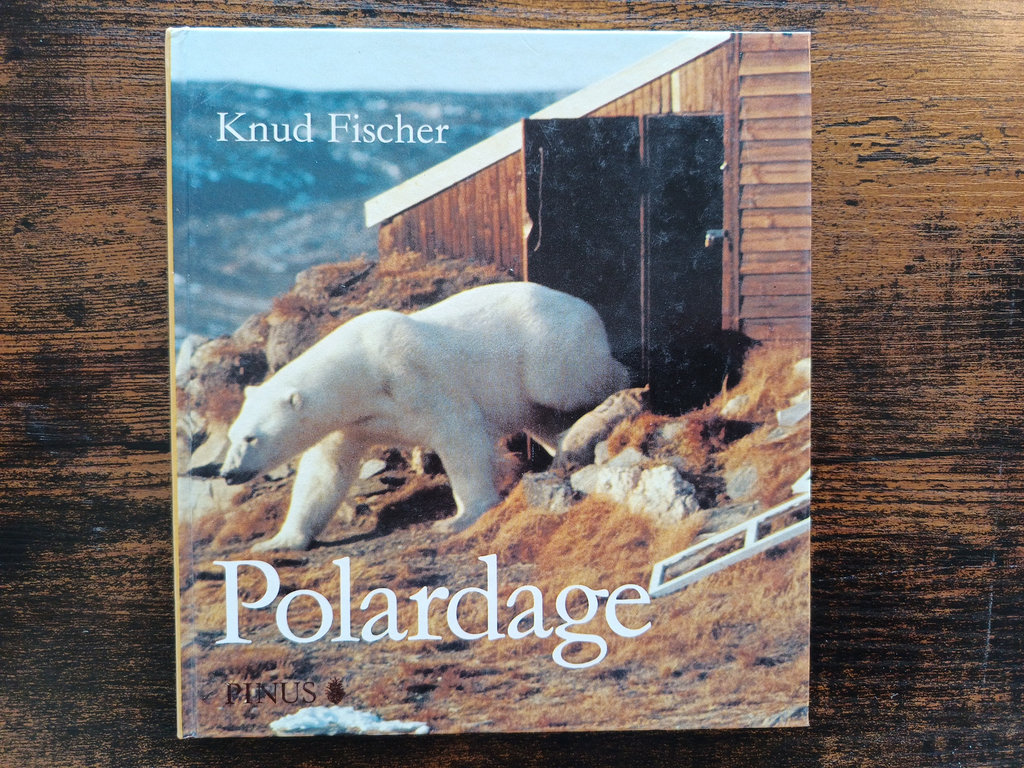 Knud Fischer
Polardage
PINUS